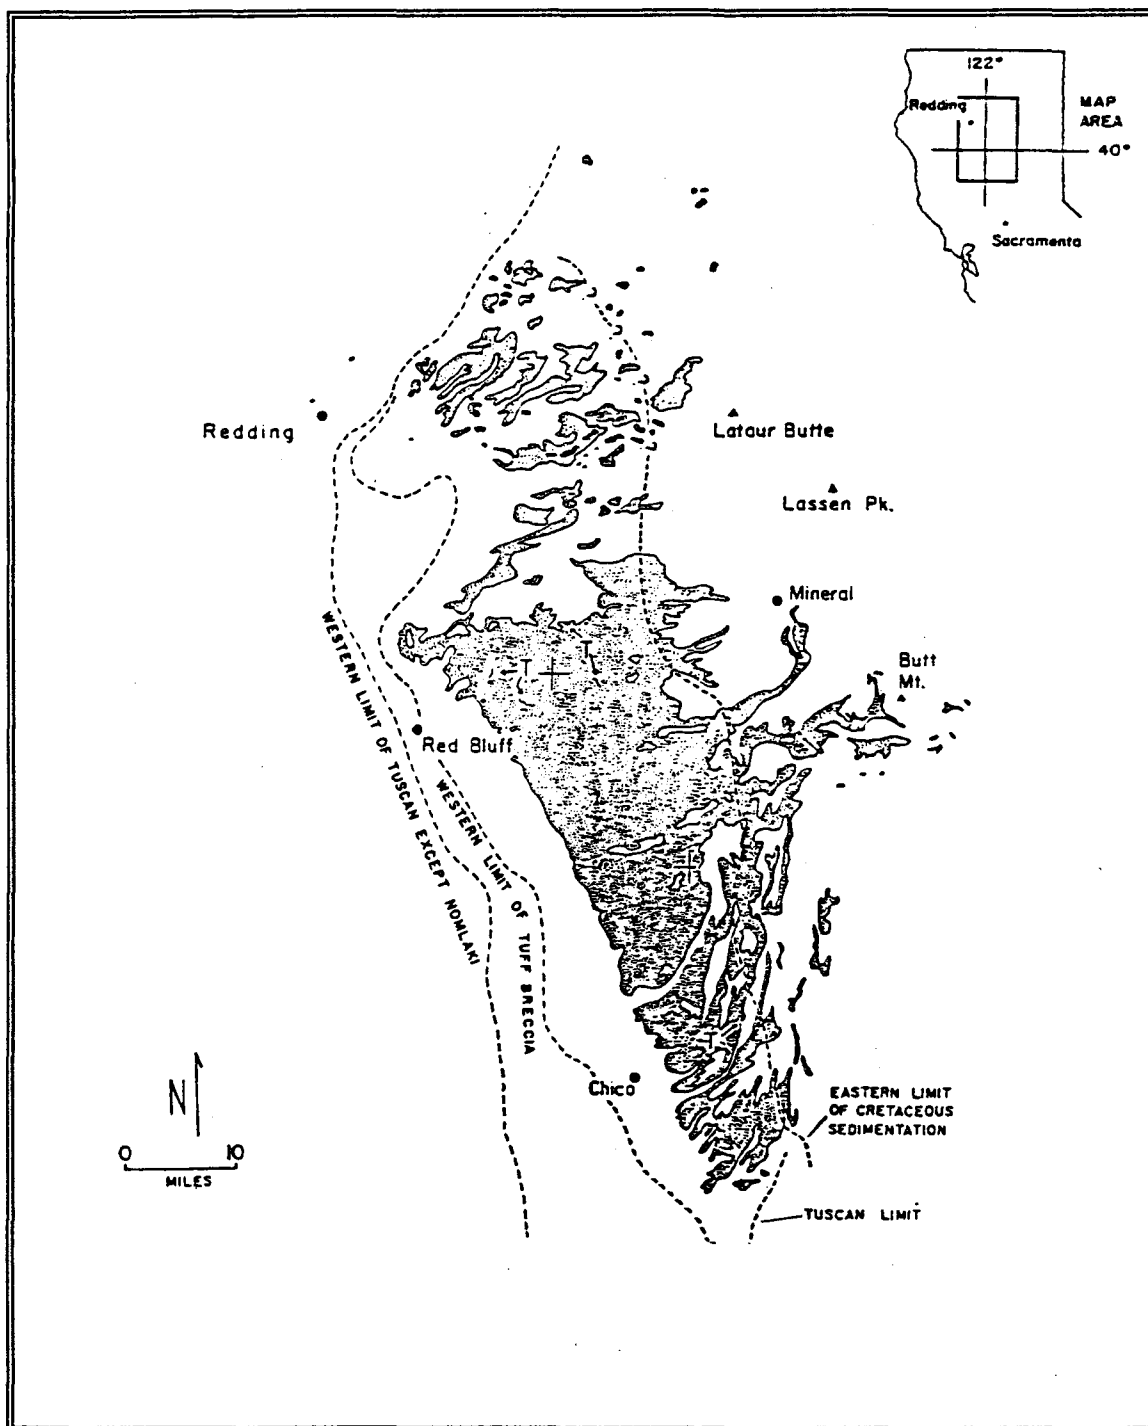 122°
Redding
MAP
AREA
40°
Sacramenta
Redding
Latour Butte
Lassen Pk.
Mineral
Butt
Mt.
T
T
Red Bluff
WESTERN LIMIT OF TUSCAN EXCEPT NOMLAKI
WESTERN LIMIT OF TUFF BRECCIA
T
Chico
N
EASTERN LIMIT
OF CRETACEOUS
SEDIMENTATION
0 10
MILES
TUSCAN LIMIT